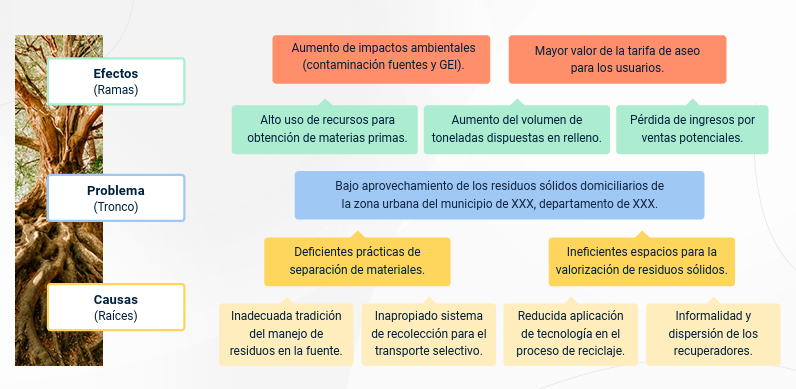 Efectos
(Ramas)
Aumento de impactos ambientales
(contaminación fuentes y GEI).
Mayor valor de la tarifa de aseo
para los usuarios.
Alto uso de recursos para
obtención de materias primas.
Aumento del volumen de
toneladas dispuestas en relleno.
Pérdida de ingresos por
ventas potenciales.
Problema
(Tronco)
Bajo aprovechamiento de los residuos sólidos domiciliarios de
la zona urbana del municipio de XXX, departamento de XXX.
Deficientes prácticas de
separación de materiales.
Ineficientes espacios para la
valorización de residuos sólidos.
Causas
(Raíces)
Inadecuada tradición
del manejo de
residuos en la fuente.
Inapropiado sistema
de recolección para el
transporte selectivo.
Reducida aplicación
de tecnología en el
proceso de reciclaje.
Informalidad y
dispersión de los
recuperadores.